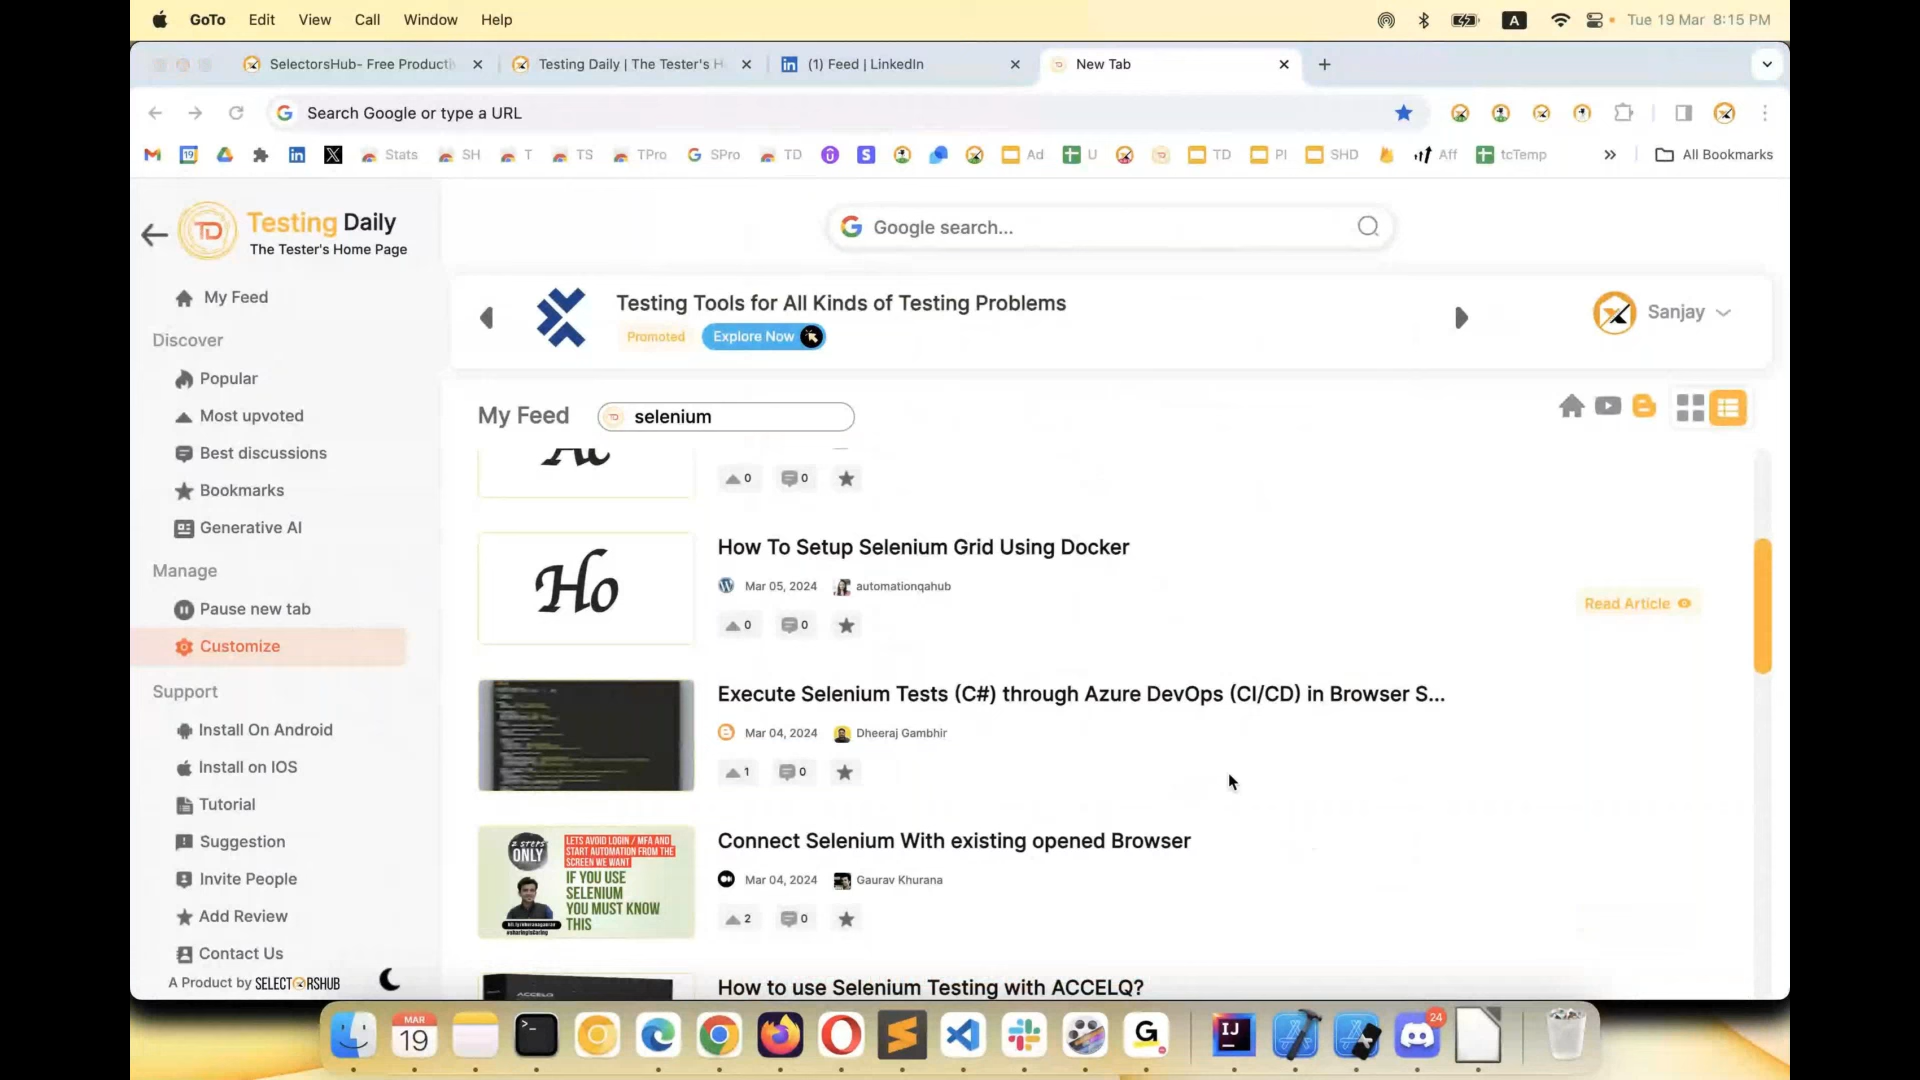 GoTo Edit View Call Window Help
A Tue 19 Mar 8:15 PM
SelectorsHub- Free Producti
Testing Daily | The Tester's H
(1) Feed | LinkedIn
New Tab
Search Google or type a URL
19 Stats SH T TS TPro SPro TD Ad U TD PI SHD Aff tcTemp All Bookmarks
TD
Testing Daily
The Tester's Home Page
My Feed
Discover
Popular
Most upvoted
Best discussions
Bookmarks
Generative AI
Manage
Pause new tab
Customize
Support
Install On Android
Install on IOS
Tutorial
Suggestion
Invite People
Add Review
Contact Us
A Product by SELECTORSHUB
Google search...
Testing Tools for All Kinds of Testing Problems
Promoted Explore Now
Sanjay
My Feed selenium
0 0
Ho
How To Setup Selenium Grid Using Docker
Mar 05, 2024 automationqahub
0 0
Read Article
Execute Selenium Tests (C#) through Azure DevOps (CI/CD) in Browser S...
Mar 04, 2024 Dheeraj Gambhir
1 0
2 STEPS
ONLY
LETS AVOID LOGIN / MFA AND
START AUTOMATION FROM THE
SCREEN WE WANT
IF YOU USE
SELENIUM
YOU MUST KNOW
THIS
Connect Selenium With existing opened Browser
Mar 04, 2024 Gaurav Khurana
2 0
ACCELQ
How to use Selenium Testing with ACCELQ?
MAR
19
IJ
24